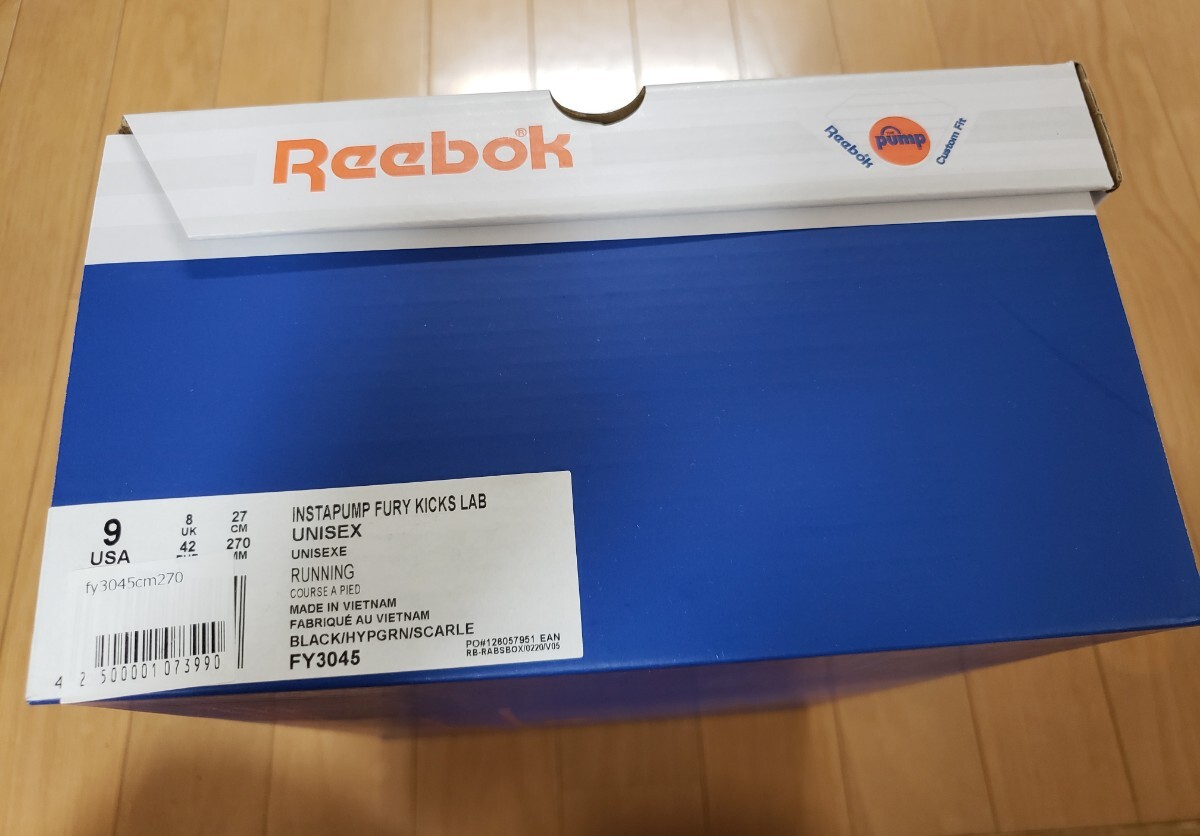 Reebok®
Reebok pump Custom Fit
9
USA
8
UK
42
27
CM
270
MM
INSTAPUMP FURY KICKS LAB
UNISEX
UNISEXE
RUNNING
COURSE A PIED
MADE IN VIETNAM
FABRIQUÉ AU VIETNAM
BLACK/HYPGRN/SCARLE
FY3045
PO#126057951 EAN
RB-RABSBOX/0220/V05
fy3045cm270
2 500001 073990
4